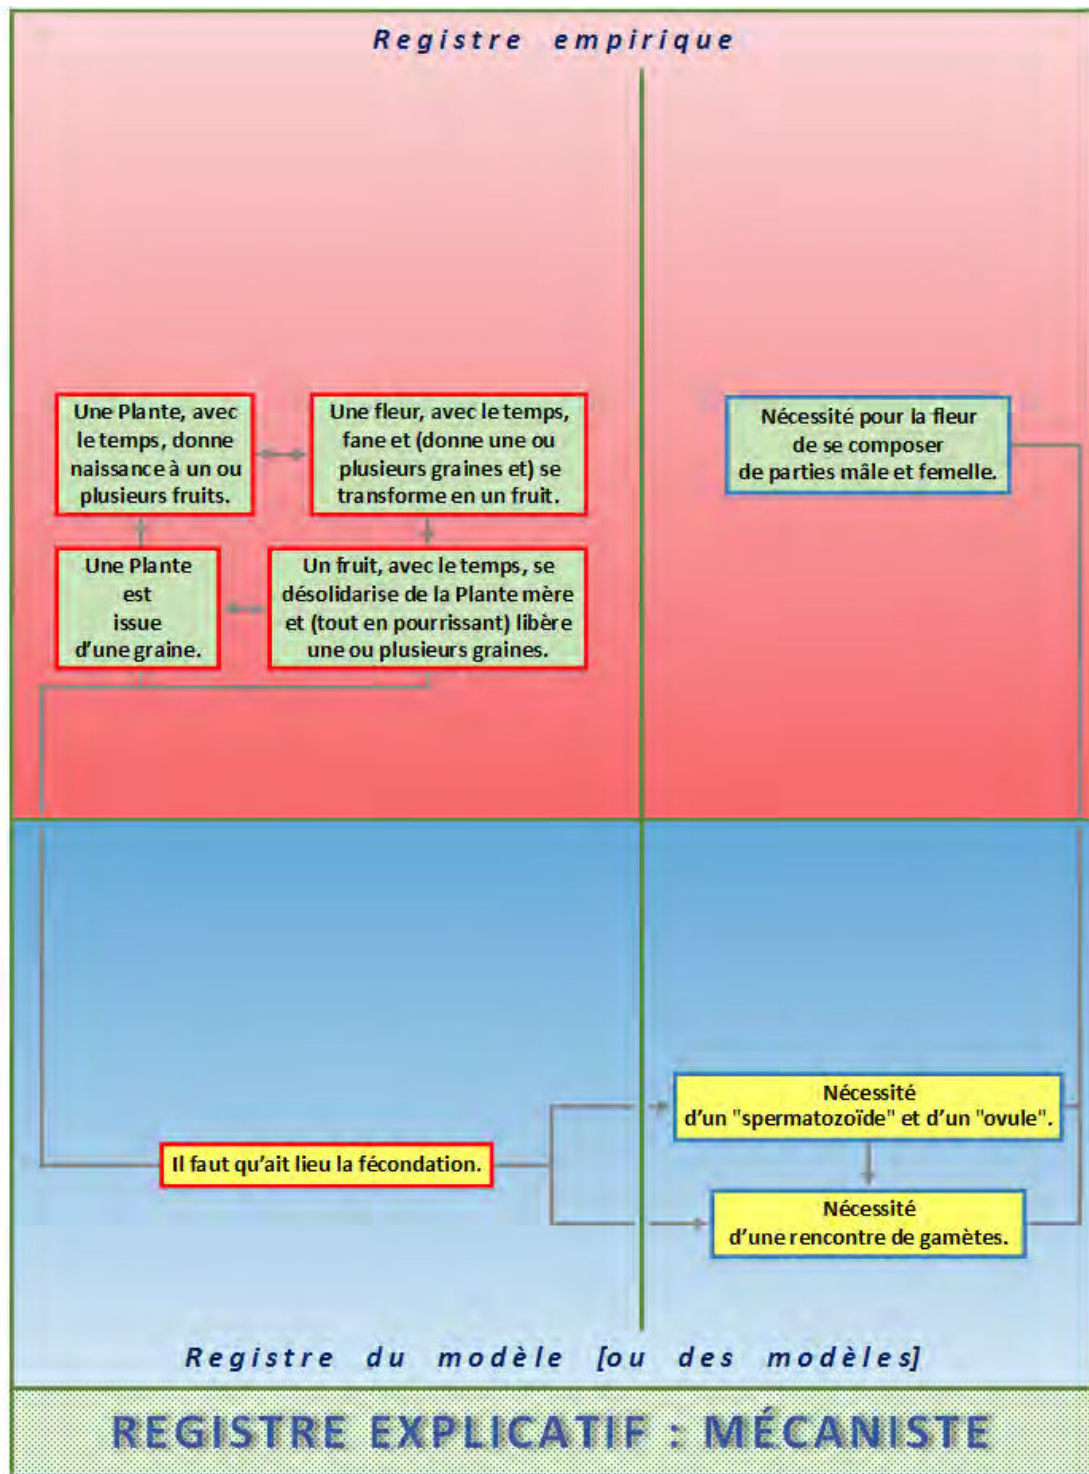 Registre empirique
Une Plante, avec
le temps, donne
naissance à un ou
plusieurs fruits.
Une fleur, avec le temps,
fane et (donne une ou
plusieurs graines et) se
transforme en un fruit.
Nécessité pour la fleur
de se composer
de parties mâle et femelle.
Une Plante
est
issue
d'une graine.
Un fruit, avec le temps, se
désolidarise de la Plante mère
et (tout en pourrissant) libère
une ou plusieurs graines.
Nécessité
d'un "spermatozoïde" et d'un "ovule".
Il faut qu'ait lieu la fécondation.
Nécessité
d'une rencontre de gamètes.
Registre du modèle [ou des modèles]
REGISTRE EXPLICATIF : MÉCANISTE